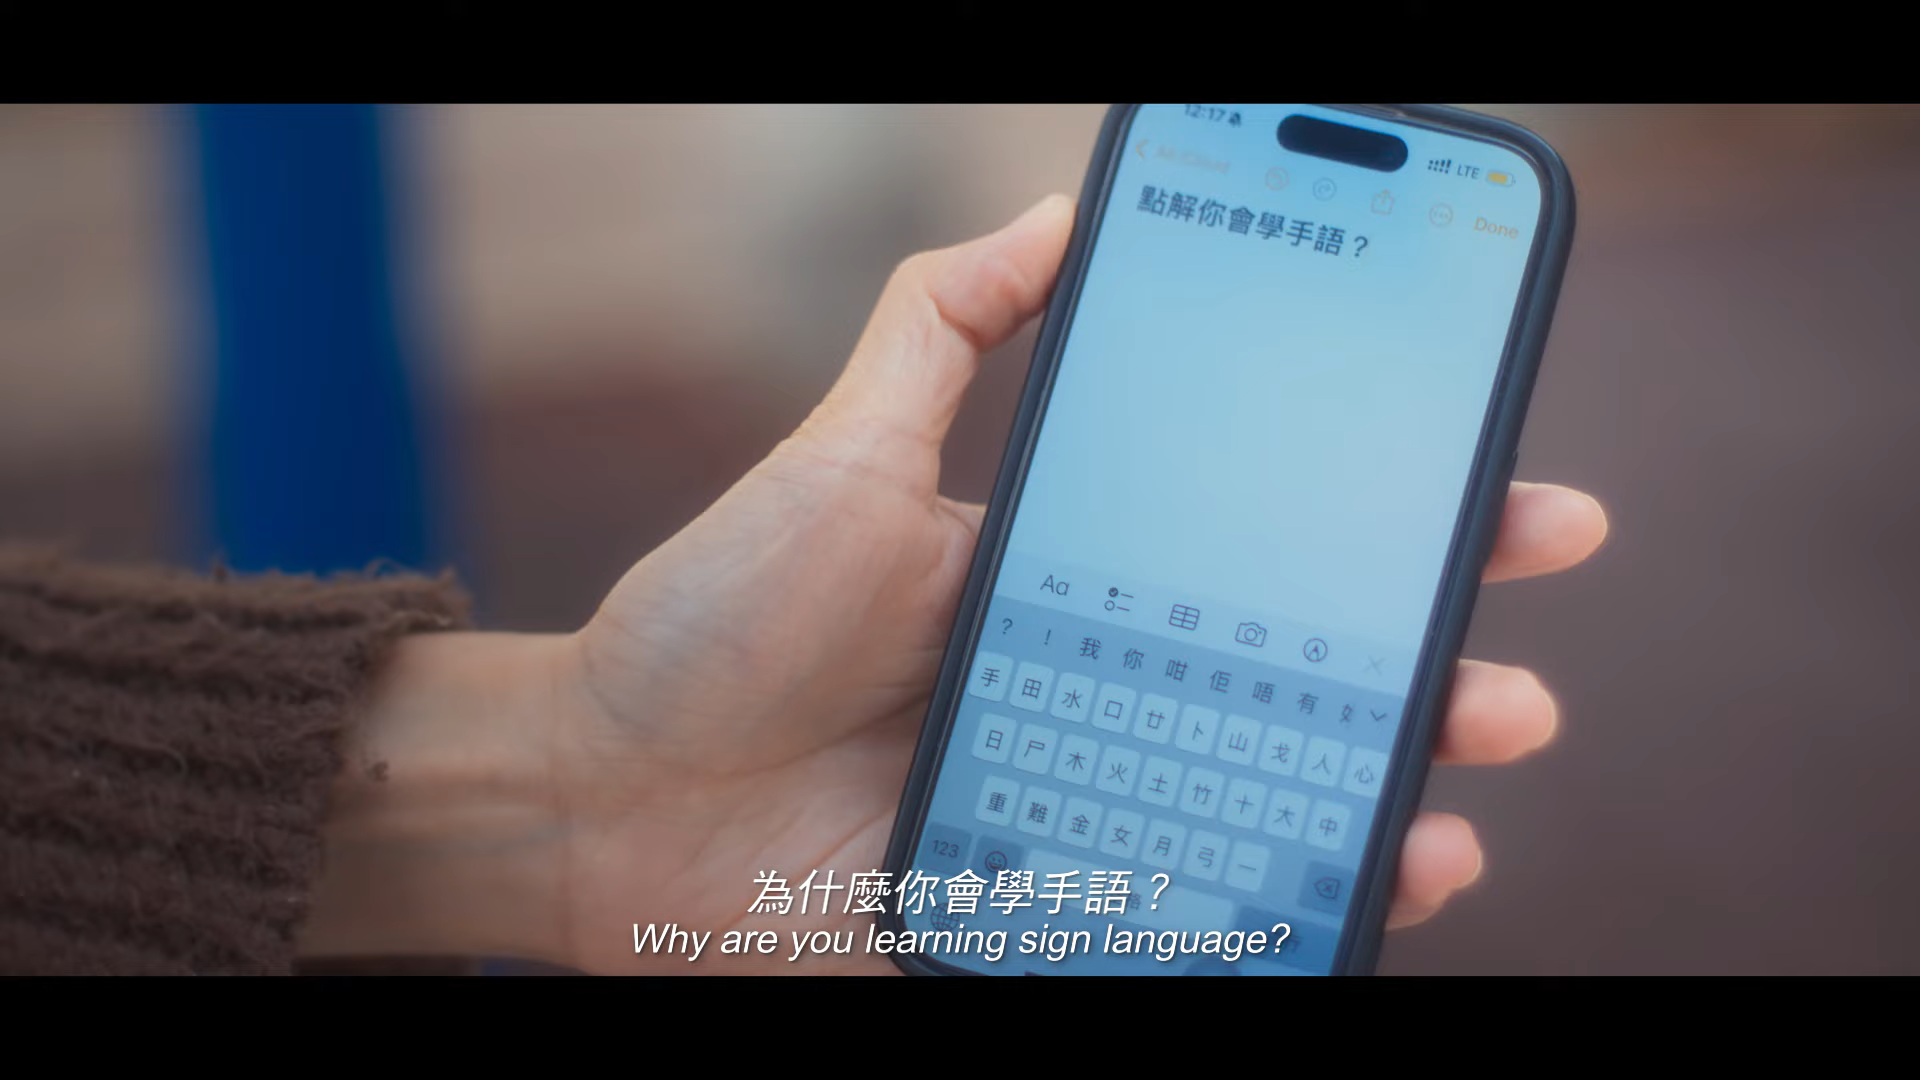 12:17
LTE
All iCloud
Done
點解你會學手語？
Aa
？ ！ 我 你 咁 佢 唔 有
手 田 水 口 廿 卜 山 戈 人 心
日 尸 木 火 土 竹 十 大 中
重 難 金 女 月 弓 一
123
為什麼你會學手語？
Why are you learning sign language?